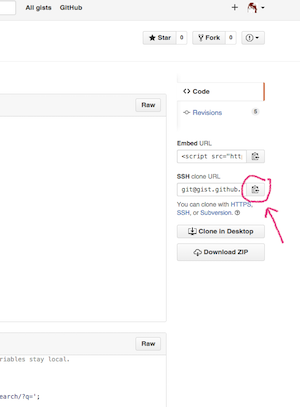 All gists GitHub
Star 0 Fork 0
Raw
Code
Revisions 5
Embed URL
<script src="htt
SSH clone URL
git@gist.github.
You can clone with HTTPS,
SSH, or Subversion.
Clone in Desktop
Download ZIP
Raw
riables stay local.
earch/?q=';